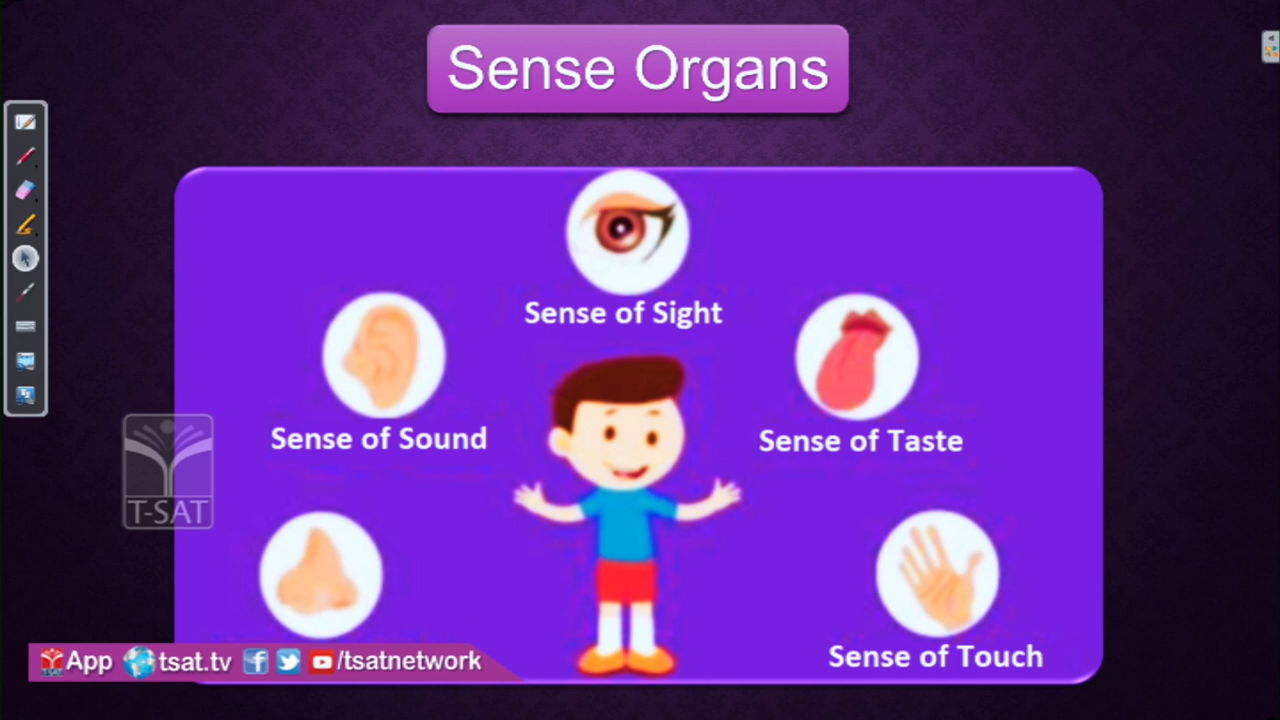 Sense Organs
Sense of Sight
Sense of Sound
Sense of Taste
T-SAT
Sense of Touch
App tsat.tv /tsatnetwork